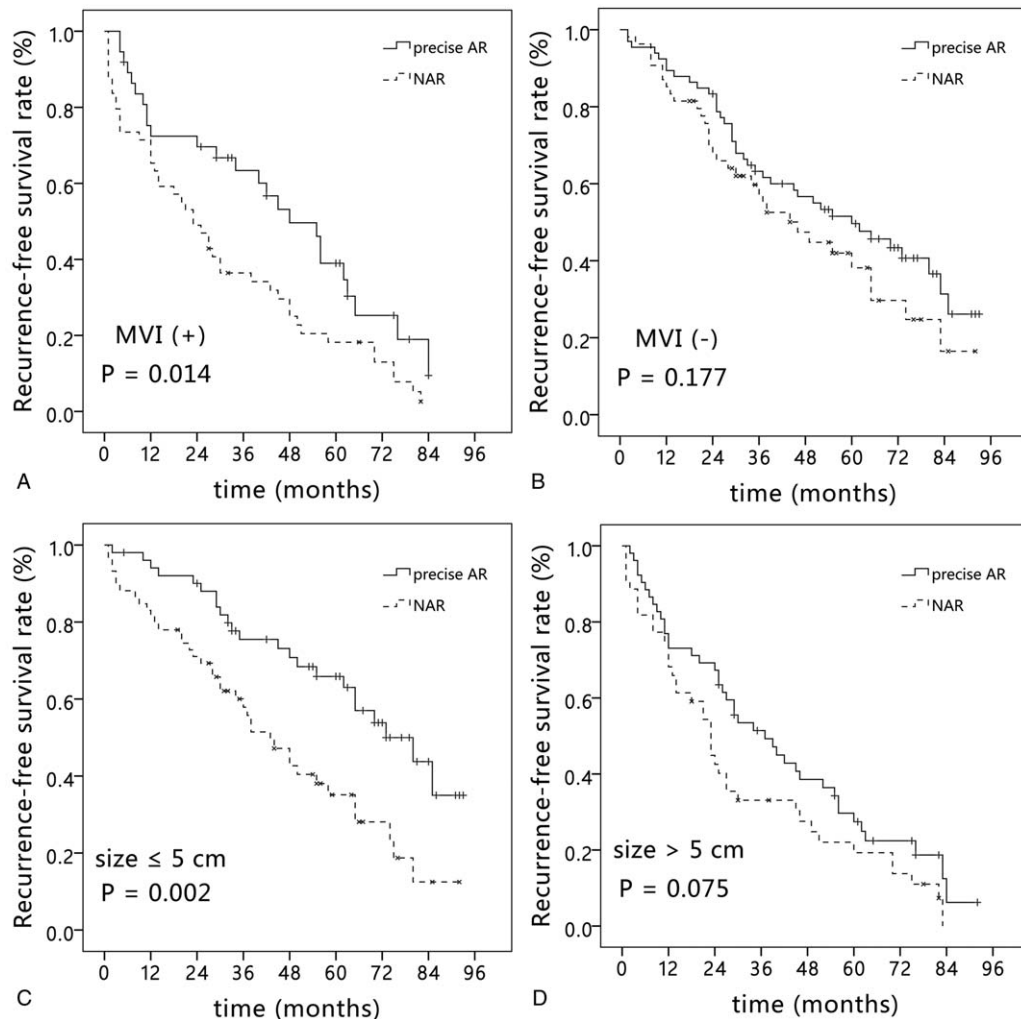 Recurrence-free survival rate (%)
1.0
0.8
0.6
0.4
0.2
0.0
precise AR
NAR
MVI (+)
P = 0.014
0 12 24 36 48 60 72 84 96
time (months)
A
Recurrence-free survival rate (%)
1.0
0.8
0.6
0.4
0.2
0.0
precise AR
NAR
MVI (-)
P = 0.177
0 12 24 36 48 60 72 84 96
time (months)
B
Recurrence-free survival rate (%)
1.0
0.8
0.6
0.4
0.2
0.0
precise AR
NAR
size ≤ 5 cm
P = 0.002
0 12 24 36 48 60 72 84 96
time (months)
C
Recurrence-free survival rate (%)
1.0
0.8
0.6
0.4
0.2
0.0
precise AR
NAR
size > 5 cm
P = 0.075
0 12 24 36 48 60 72 84 96
time (months)
D